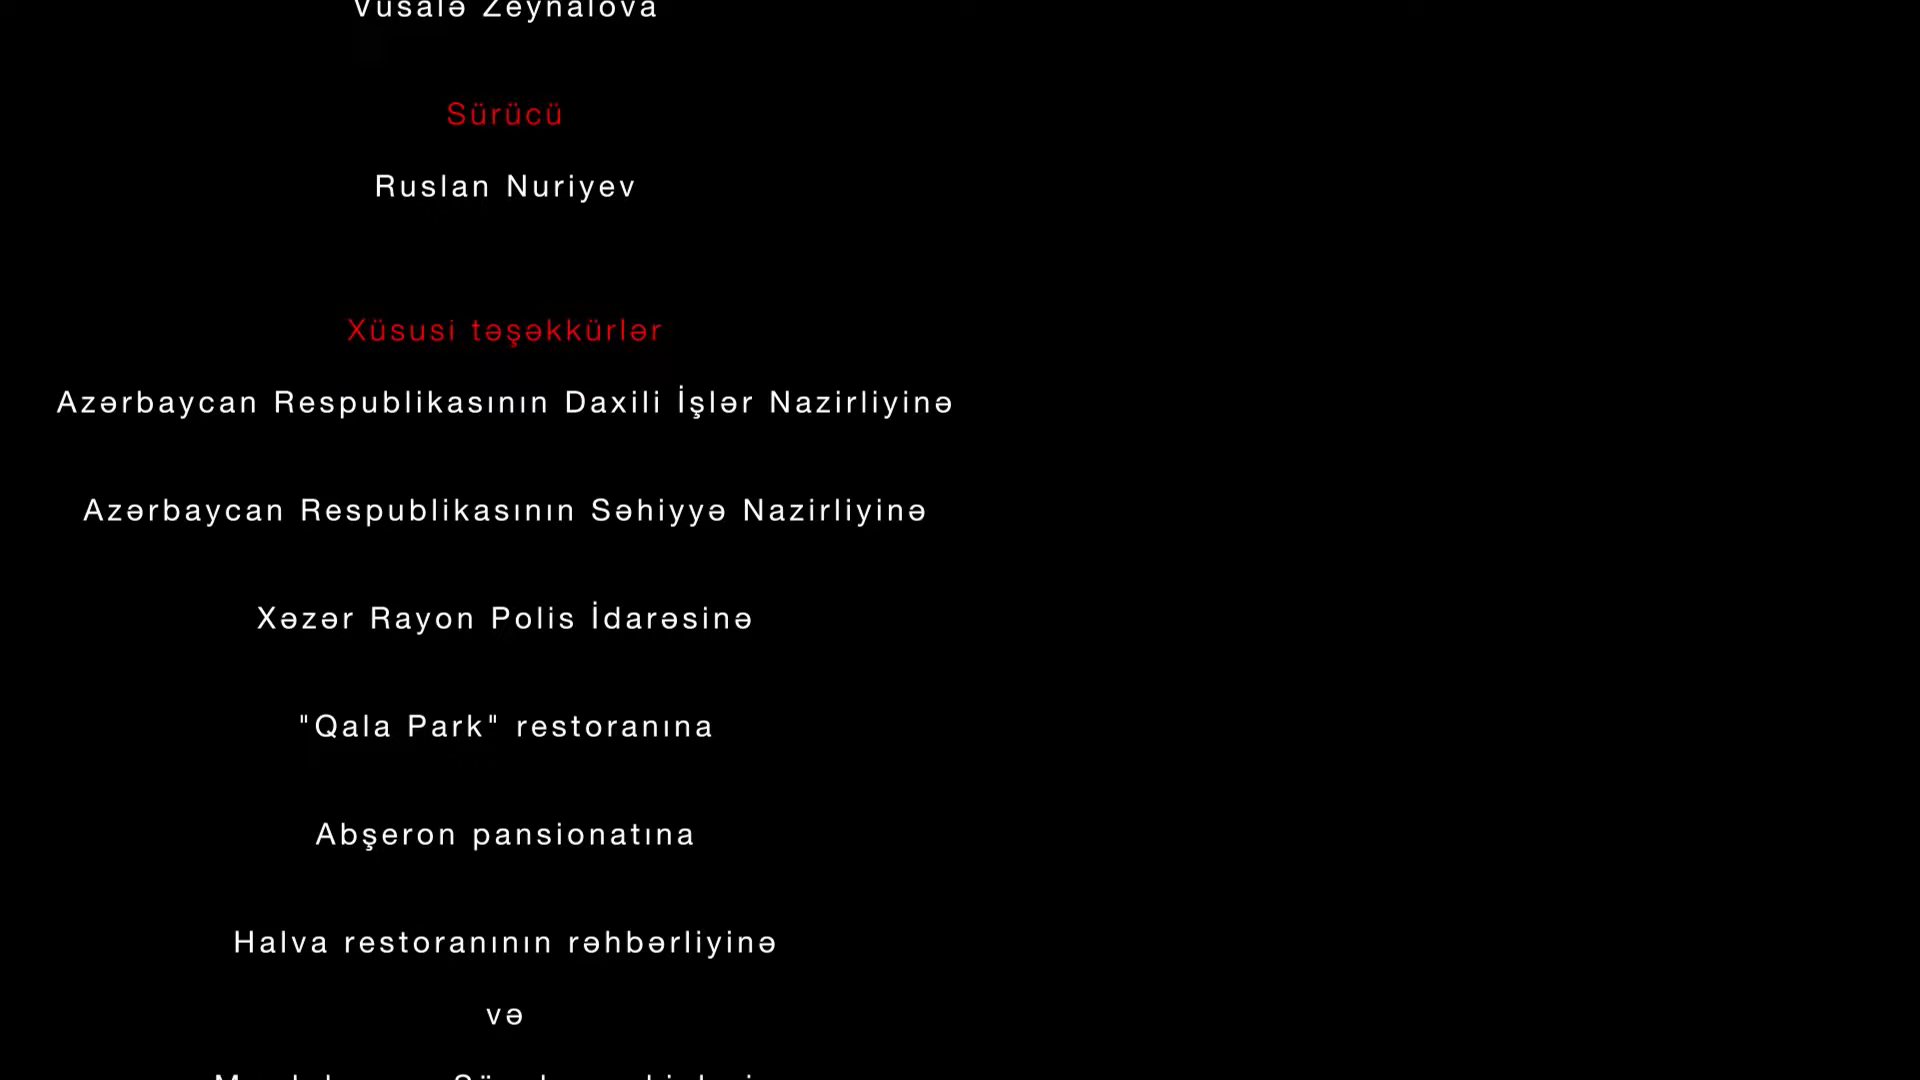 Vüsalə Zeynalova
Sürücü
Ruslan Nuriyev
Xüsusi təşəkkürlər
Azərbaycan Respublikasının Daxili İşlər Nazirliyinə
Azərbaycan Respublikasının Səhiyyə Nazirliyinə
Xəzər Rayon Polis İdarəsinə
"Qala Park" restoranına
Abşeron pansionatına
Halva restoranının rəhbərliyinə
və